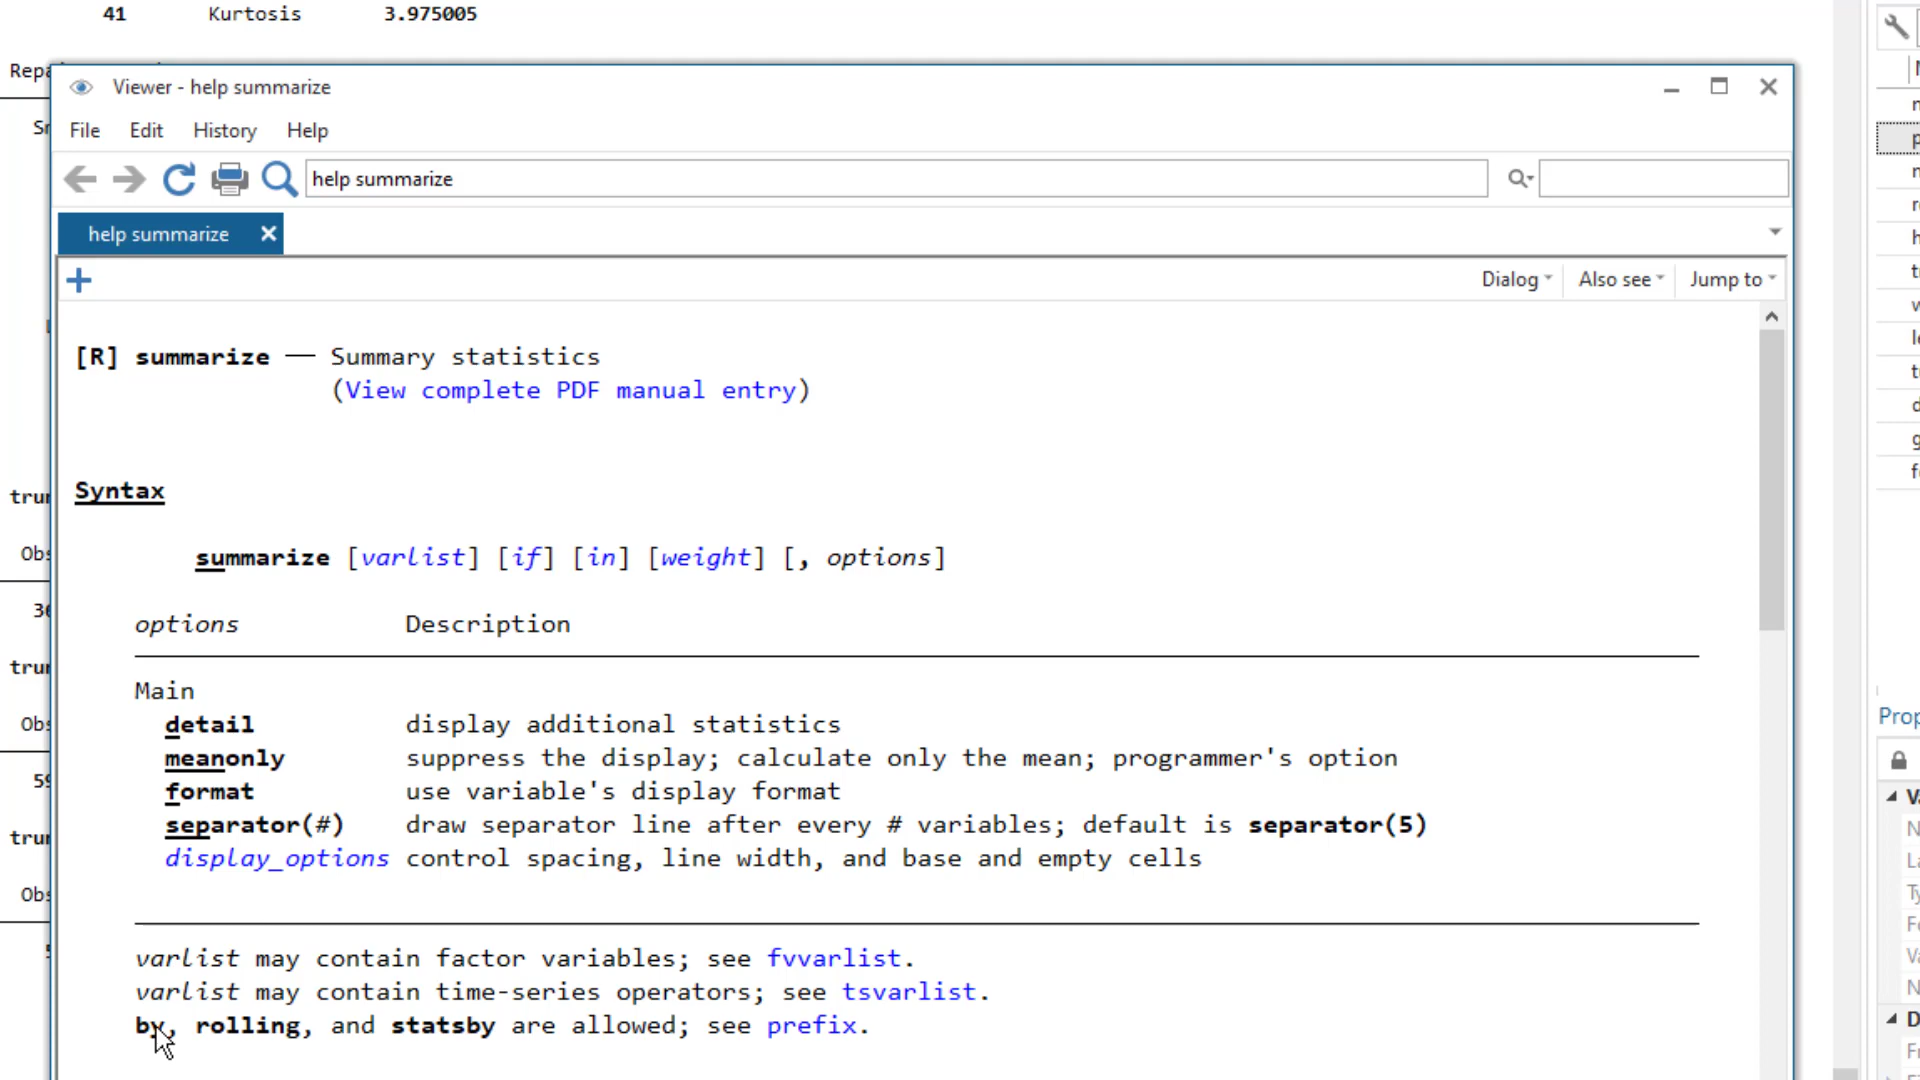 41 Kurtosis 3.975005
Viewer - help summarize
File Edit History Help
help summarize
help summarize
Dialog Also see Jump to
[R] summarize — Summary statistics
(View complete PDF manual entry)
Syntax
summarize [varlist] [if] [in] [weight] [, options]
options Description
Main
detail display additional statistics
meanonly suppress the display; calculate only the mean; programmer's option
format use variable's display format
separator(#) draw separator line after every # variables; default is separator(5)
display_options control spacing, line width, and base and empty cells
varlist may contain factor variables; see fvvarlist.
varlist may contain time-series operators; see tsvarlist.
by, rolling, and statsby are allowed; see prefix.